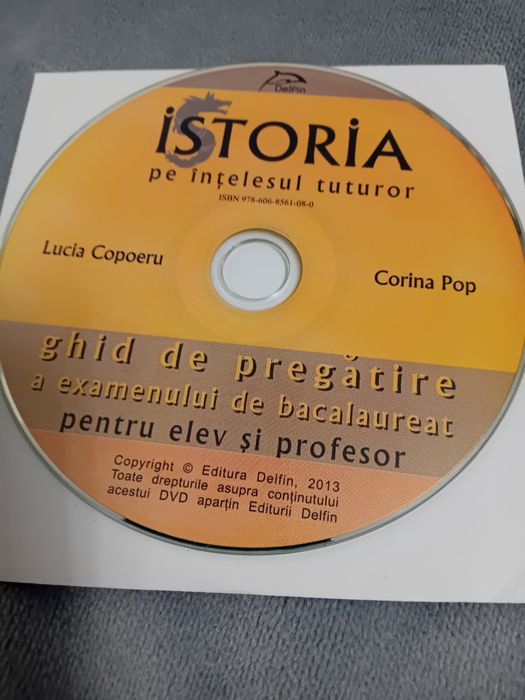 DelFin
iSTORiA
pe înțelesul tuturor
ISBN 978-606-8561-08-0
Lucia Copoeru
Corina Pop
ghid de pregătire
a examenului de bacalaureat
pentru elev și profesor
Copyright © Editura Delfin, 2013
Toate drepturile asupra conținutului
acestui DVD aparțin Editurii Delfin